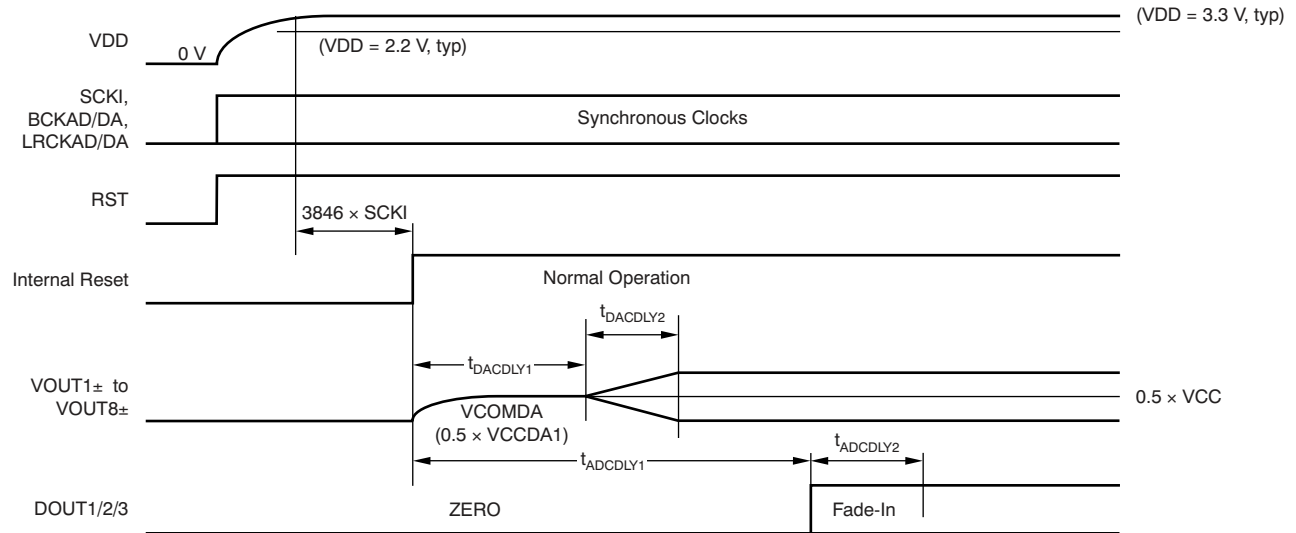 (VDD = 3.3 V, typ)
VDD
0 V
(VDD = 2.2 V, typ)
SCKI,
BCKAD/DA,
LRCKAD/DA
Synchronous Clocks
RST
3846 × SCKI
Internal Reset
Normal Operation
tDACDLY2
tDACDLY1
VOUT1± to
VOUT8±
VCOMDA
(0.5 × VCCDA1)
0.5 × VCC
tADCDLY1
tADCDLY2
DOUT1/2/3
ZERO
Fade-In